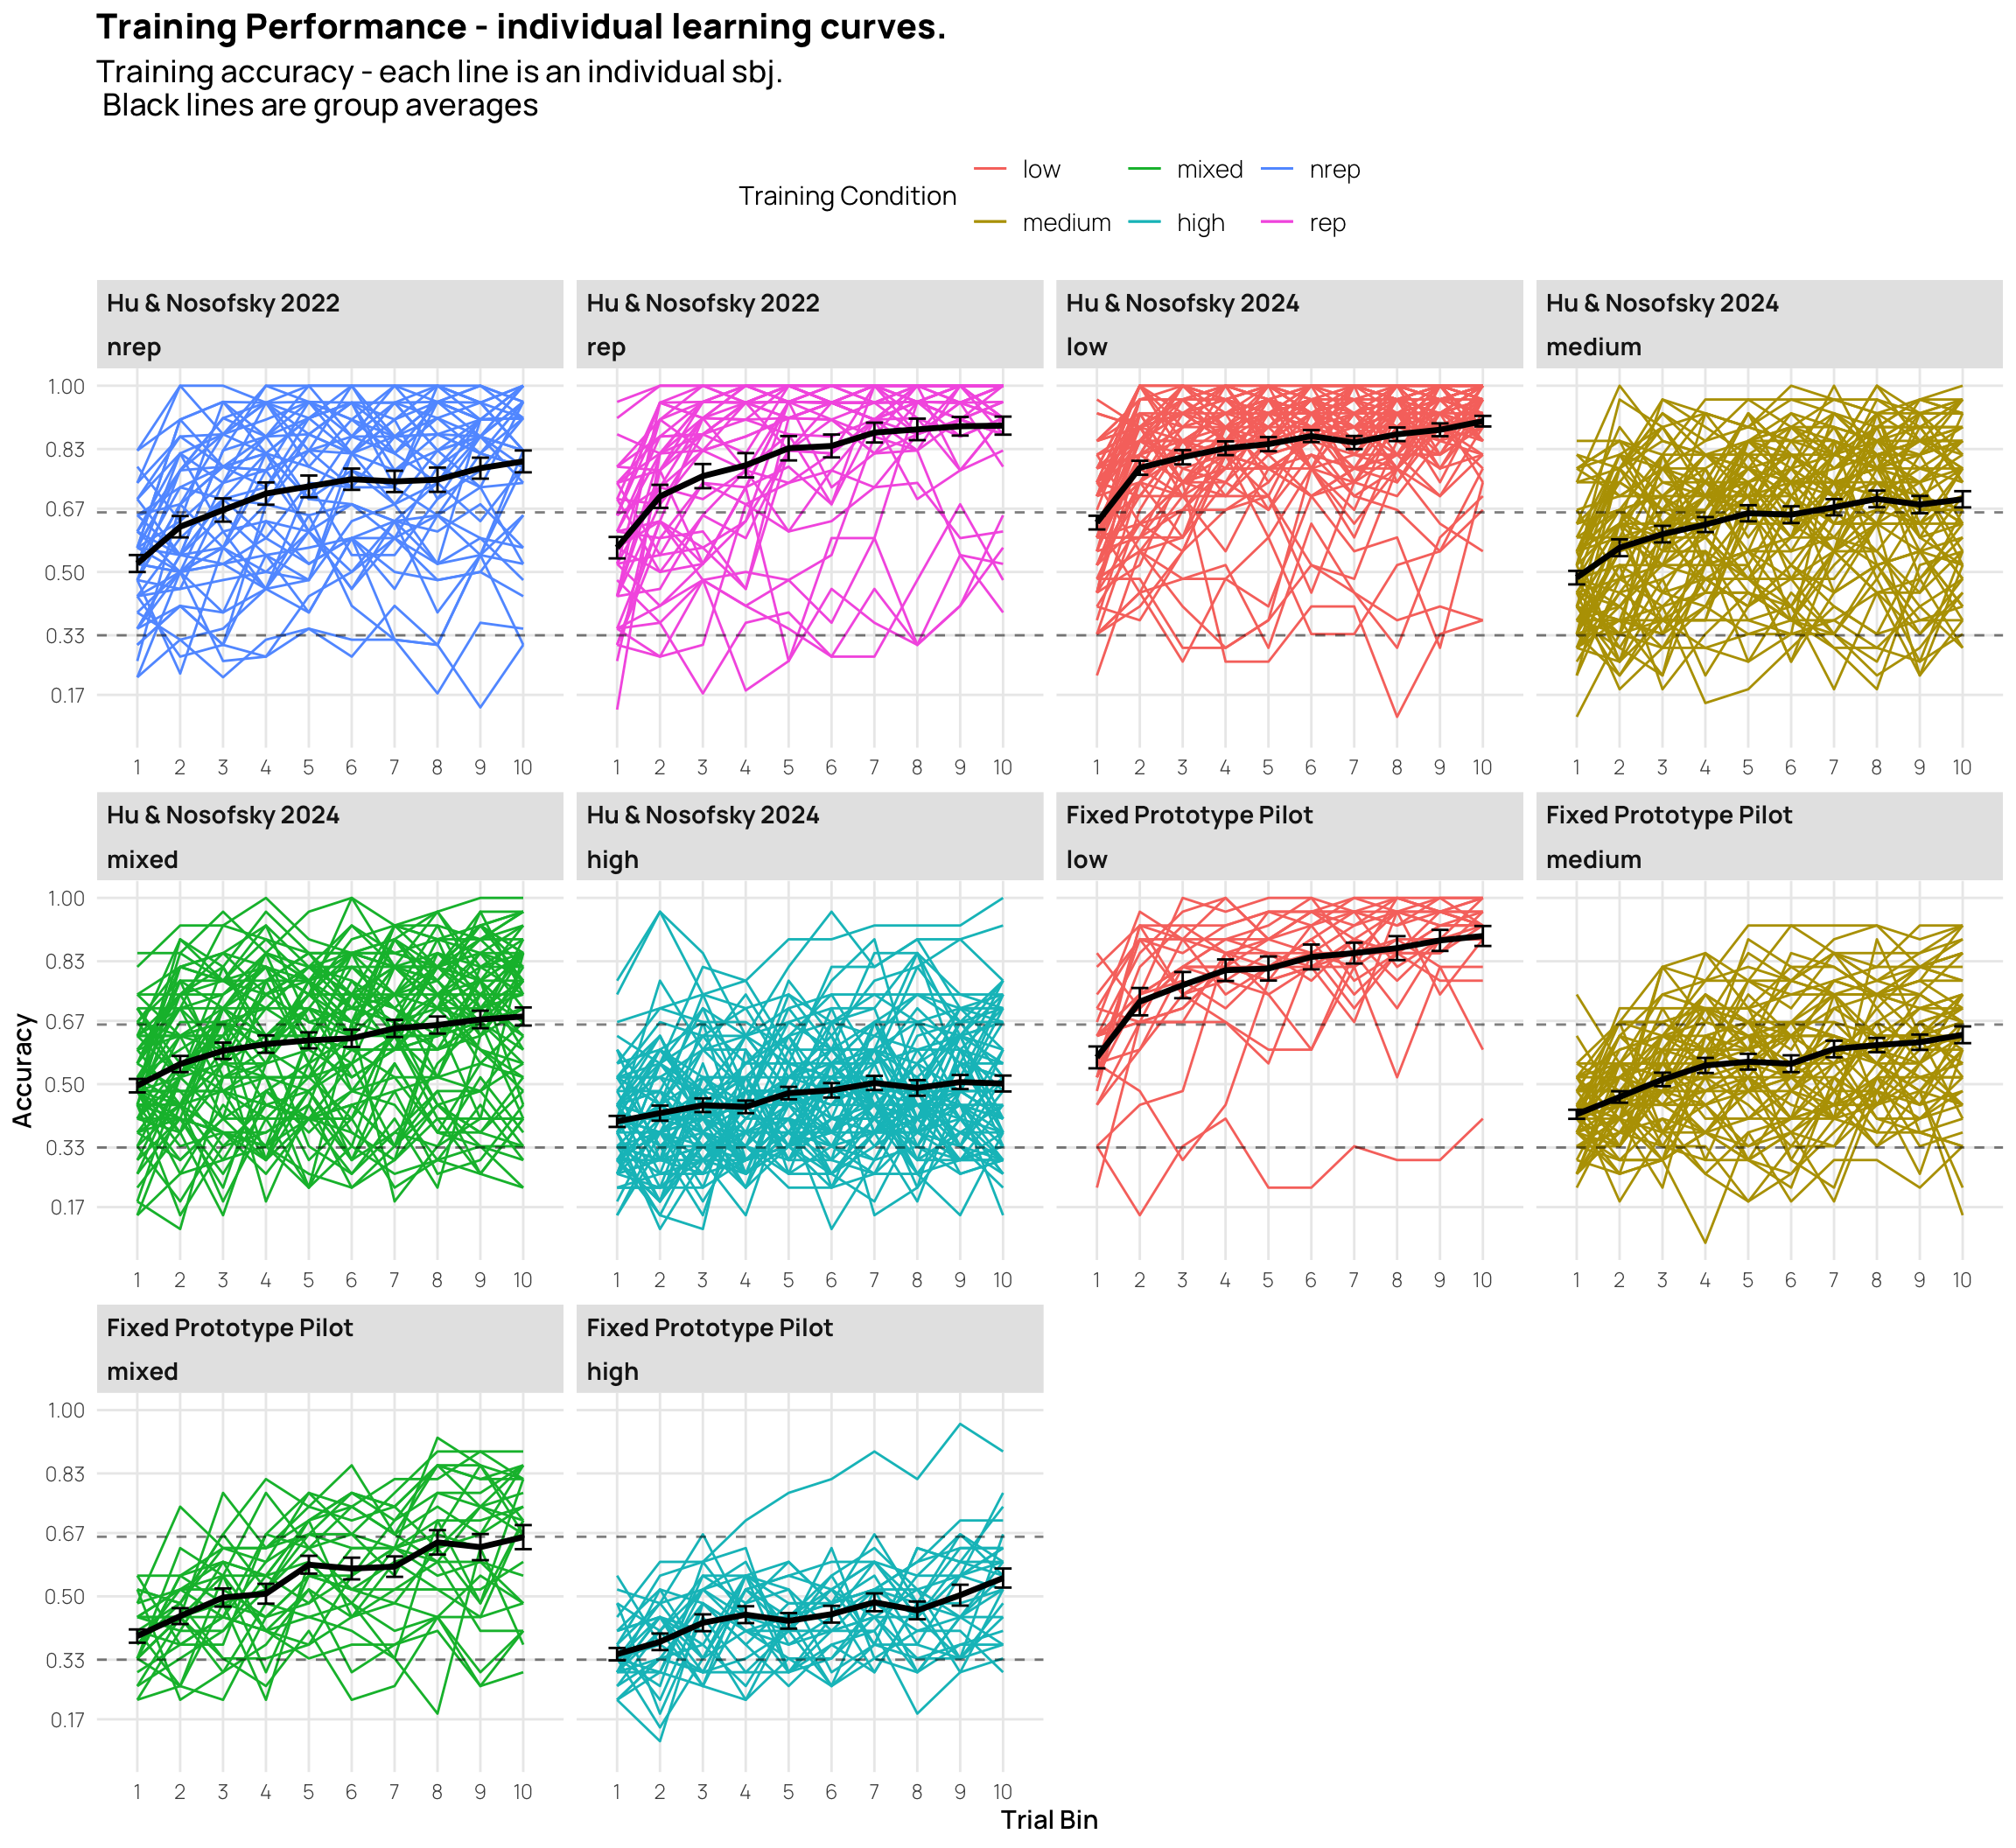 Training Performance - individual learning curves.
Training accuracy - each line is an individual sbj.
Black lines are group averages
Training Condition
low mixed nrep
medium high rep
Hu & Nosofsky 2022 Hu & Nosofsky 2022 Hu & Nosofsky 2024 Hu & Nosofsky 2024
nrep rep low medium
1.00
0.83
0.67
0.50
0.33
0.17
1 2 3 4 5 6 7 8 9 10 1 2 3 4 5 6 7 8 9 10 1 2 3 4 5 6 7 8 9 10 1 2 3 4 5 6 7 8 9 10
Hu & Nosofsky 2024 Hu & Nosofsky 2024 Fixed Prototype Pilot Fixed Prototype Pilot
mixed high low medium
1.00
0.83
0.67
0.50
0.33
0.17
Accuracy
1 2 3 4 5 6 7 8 9 10 1 2 3 4 5 6 7 8 9 10 1 2 3 4 5 6 7 8 9 10 1 2 3 4 5 6 7 8 9 10
Fixed Prototype Pilot Fixed Prototype Pilot
mixed high
1.00
0.83
0.67
0.50
0.33
0.17
1 2 3 4 5 6 7 8 9 10 1 2 3 4 5 6 7 8 9 10
Trial Bin